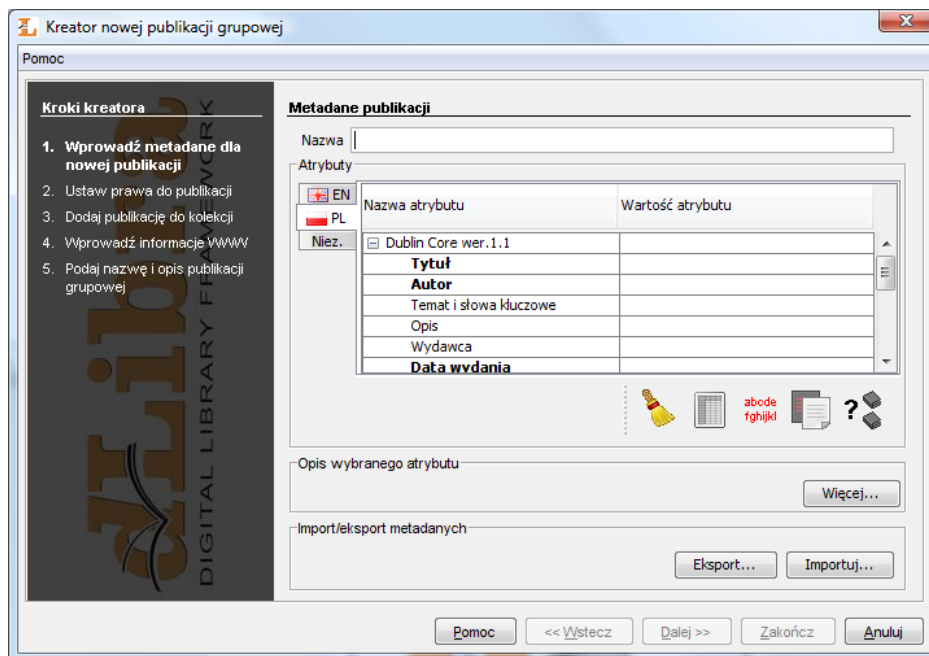 Kreator nowej publikacji grupowej
Pomoc
Kroki kreatora
1. Wprowadź metadane dla
nowej publikacji
2. Ustaw prawa do publikacji
3. Dodaj publikację do kolekcji
4. Wprowadź informacje WWW
5. Podaj nazwę i opis publikacji
grupowej
dLibra
DIGITAL LIBRARY FRAMEWORK
Metadane publikacji
Nazwa
Atrybuty
EN
PL
Niez.
Nazwa atrybutu Wartość atrybutu
Dublin Core wer.1.1
Tytuł
Autor
Temat i słowa kluczowe
Opis
Wydawca
Data wydania
abcde
fghijkl
?
Opis wybranego atrybutu
Więcej...
Import/eksport metadanych
Eksport... Importuj...
Pomoc << Wstecz Dalej >> Zakończ Anuluj